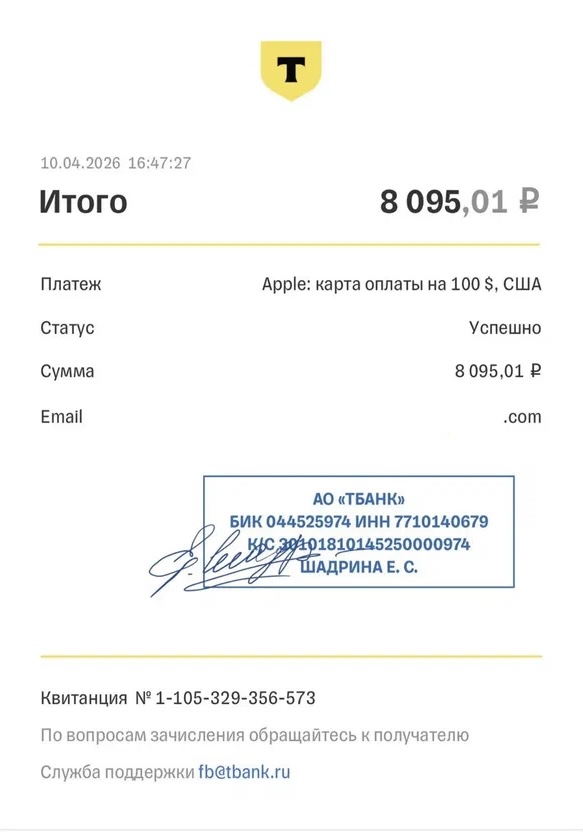 T
10.04.2026 16:47:27
Итого 8 095,01 ₽
Платеж Apple: карта оплаты на 100 $, США
Статус Успешно
Сумма 8 095,01 ₽
Email .com
АО «ТБАНК»
БИК 044525974 ИНН 7710140679
К/С 30101810145250000974
ШАДРИНА Е. С.
Квитанция № 1-105-329-356-573
По вопросам зачисления обращайтесь к получателю
Служба поддержки fb@tbank.ru